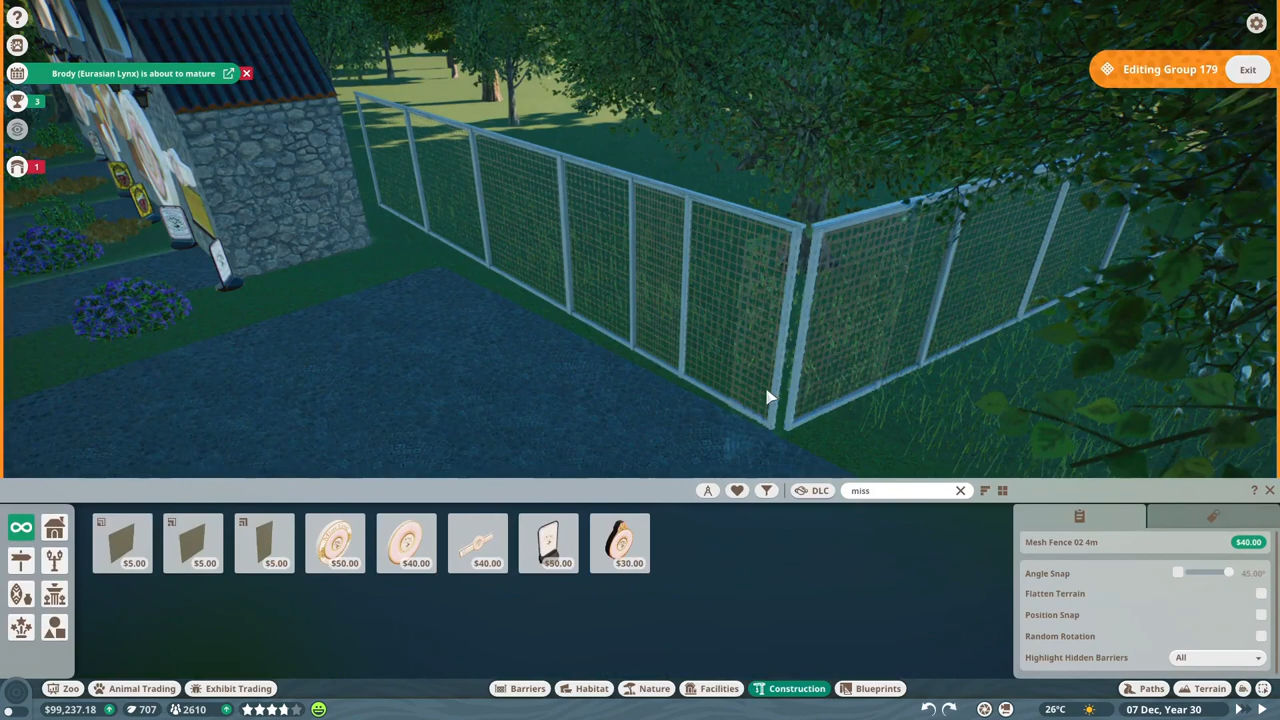 ?
Editing Group 179
Exit
Brody (Eurasian Lynx) is about to mature
3
1
DLC
miss
?
$5.00
$5.00
$5.00
$50.00
$40.00
$40.00
$50.00
$30.00
Mesh Fence 02 4m
$40.00
Angle Snap
45.00°
Flatten Terrain
Position Snap
Random Rotation
Highlight Hidden Barriers
All
Zoo
Animal Trading
Exhibit Trading
Barriers
Habitat
Nature
Facilities
Construction
Blueprints
Paths
Terrain
$99,237.18
707
2610
26°C
07 Dec, Year 30